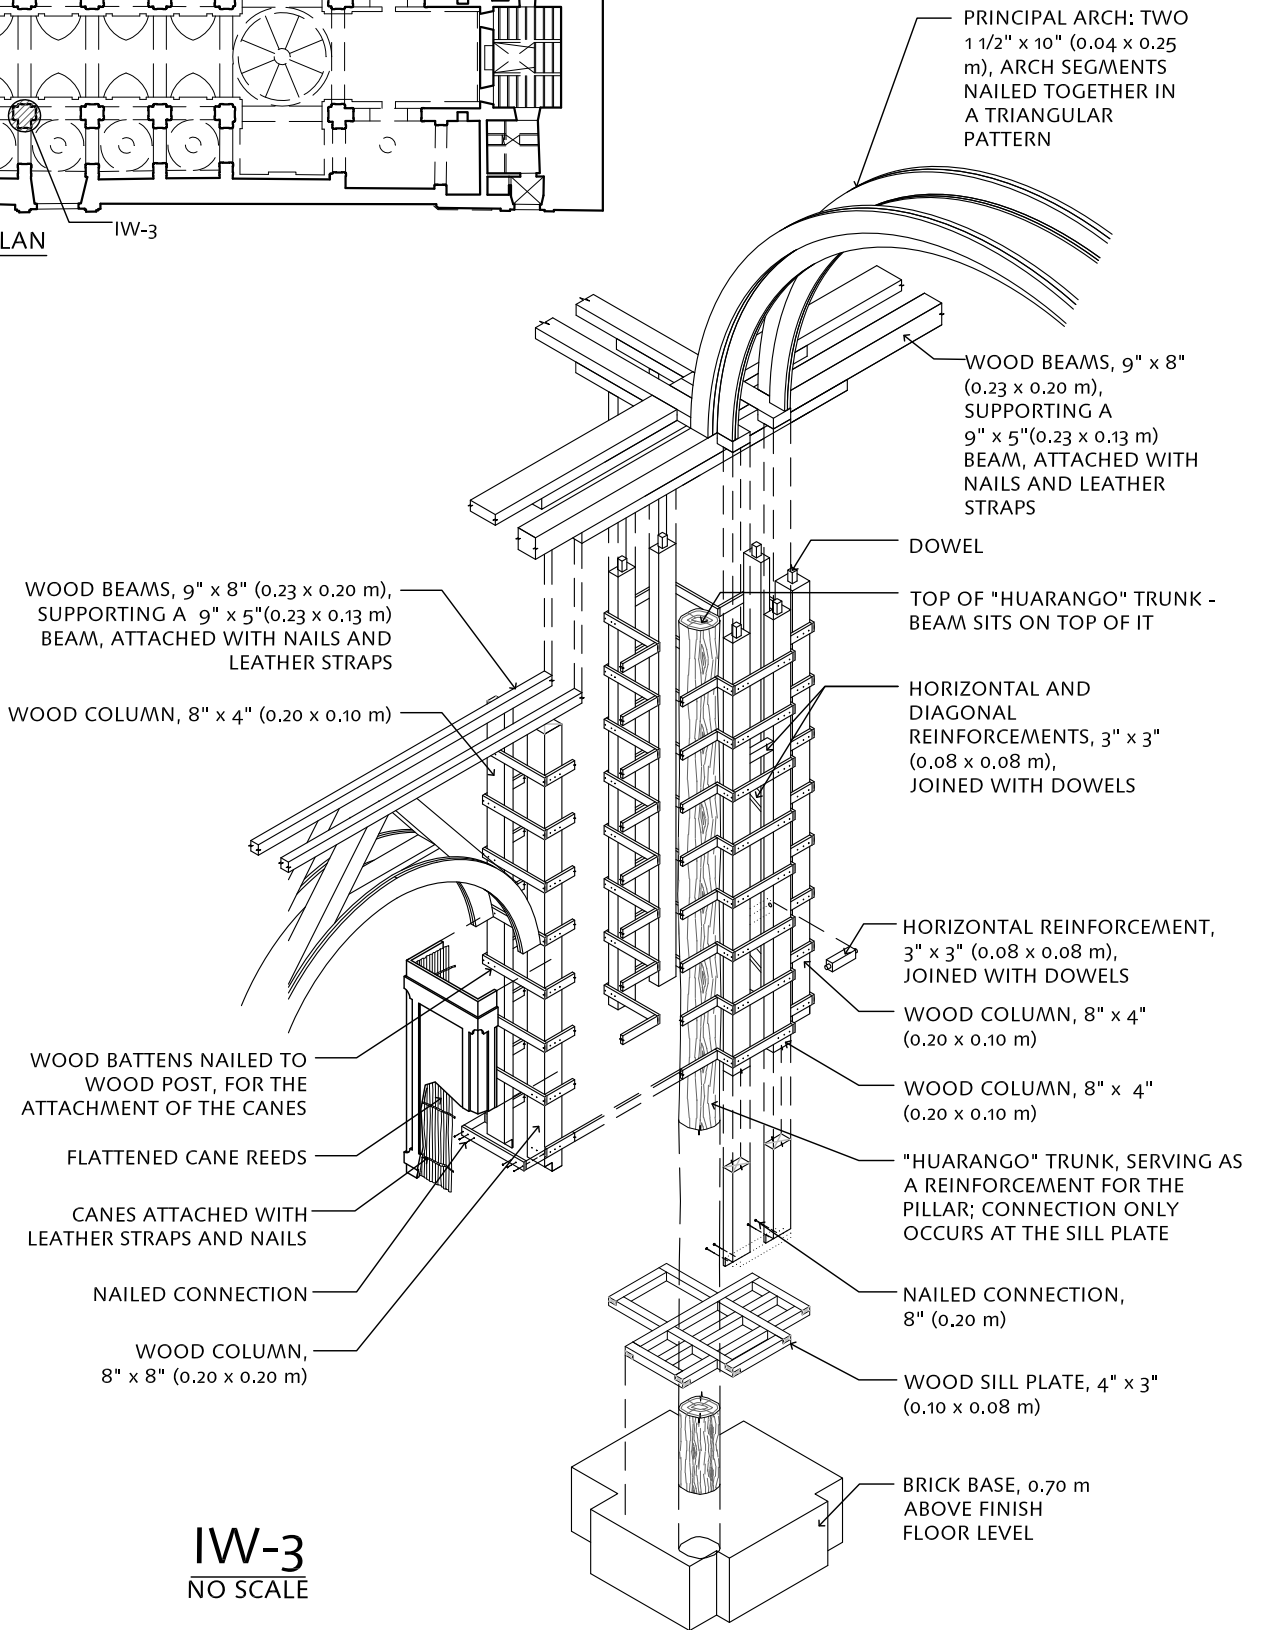 PRINCIPAL ARCH: TWO
1 1/2" x 10" (0.04 x 0.25
m), ARCH SEGMENTS
NAILED TOGETHER IN
A TRIANGULAR
PATTERN
IW-3
LAN
WOOD BEAMS, 9" x 8"
(0.23 x 0.20 m),
SUPPORTING A
9" x 5"(0.23 x 0.13 m)
BEAM, ATTACHED WITH
NAILS AND LEATHER
STRAPS
DOWEL
TOP OF "HUARANGO" TRUNK -
BEAM SITS ON TOP OF IT
HORIZONTAL AND
DIAGONAL
REINFORCEMENTS, 3" x 3"
(0.08 x 0.08 m),
JOINED WITH DOWELS
HORIZONTAL REINFORCEMENT,
3" x 3" (0.08 x 0.08 m),
JOINED WITH DOWELS
WOOD COLUMN, 8" x 4"
(0.20 x 0.10 m)
WOOD COLUMN, 8" x 4"
(0.20 x 0.10 m)
"HUARANGO" TRUNK, SERVING AS
A REINFORCEMENT FOR THE
PILLAR; CONNECTION ONLY
OCCURS AT THE SILL PLATE
NAILED CONNECTION,
8" (0.20 m)
WOOD SILL PLATE, 4" x 3"
(0.10 x 0.08 m)
BRICK BASE, 0.70 m
ABOVE FINISH
FLOOR LEVEL
WOOD BEAMS, 9" x 8" (0.23 x 0.20 m),
SUPPORTING A 9" x 5"(0.23 x 0.13 m)
BEAM, ATTACHED WITH NAILS AND
LEATHER STRAPS
WOOD COLUMN, 8" x 4" (0.20 x 0.10 m)
WOOD BATTENS NAILED TO
WOOD POST, FOR THE
ATTACHMENT OF THE CANES
FLATTENED CANE REEDS
CANES ATTACHED WITH
LEATHER STRAPS AND NAILS
NAILED CONNECTION
WOOD COLUMN,
8" x 8" (0.20 x 0.20 m)
IW-3
NO SCALE